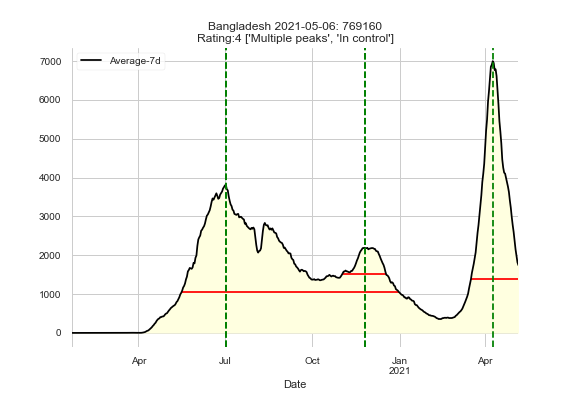 Bangladesh 2021-05-06: 769160
Rating:4 ['Multiple peaks', 'In control']
Average-7d
7000
6000
5000
4000
3000
2000
1000
0
Apr Jul Oct Jan Apr
2021
Date